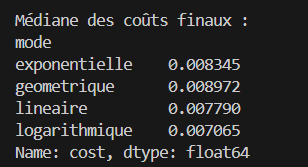 Médiane des coûts finaux :
mode
exponentielle    0.008345
geometrique      0.008972
lineaire         0.007790
logarithmique    0.007065
Name: cost, dtype: float64